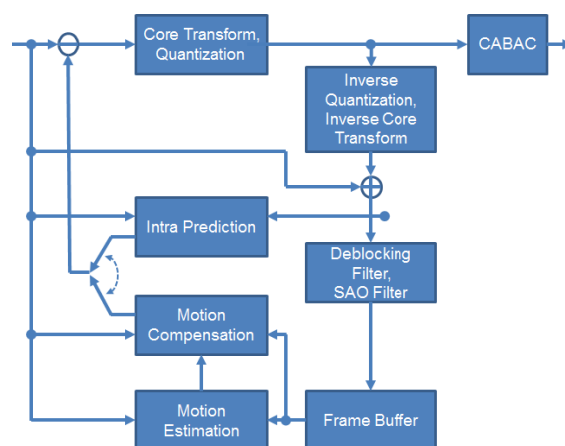 Core Transform,
Quantization
CABAC
Inverse
Quantization,
Inverse Core
Transform
Intra Prediction
Deblocking
Filter,
SAO Filter
Motion
Compensation
Motion
Estimation
Frame Buffer